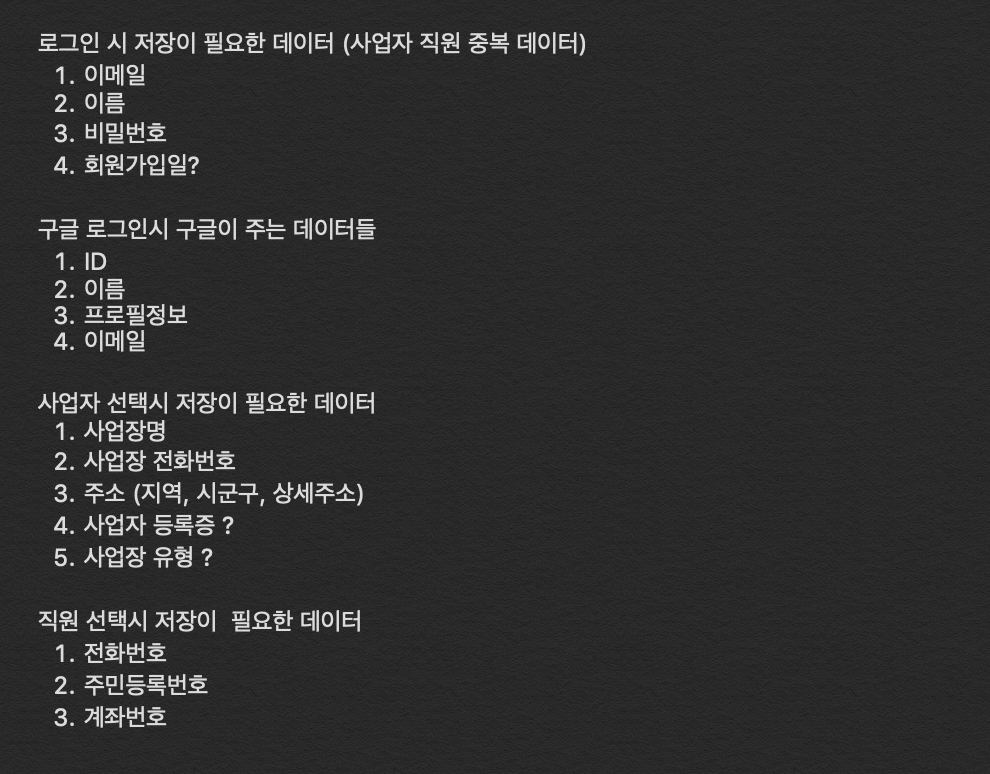 로그인 시 저장이 필요한 데이터 (사업자 직원 중복 데이터)
1. 이메일
2. 이름
3. 비밀번호
4. 회원가입일?
구글 로그인시 구글이 주는 데이터들
1. ID
2. 이름
3. 프로필정보
4. 이메일
사업자 선택시 저장이 필요한 데이터
1. 사업장명
2. 사업장 전화번호
3. 주소 (지역, 시군구, 상세주소)
4. 사업자 등록증 ?
5. 사업장 유형 ?
직원 선택시 저장이  필요한 데이터
1. 전화번호
2. 주민등록번호
3. 계좌번호